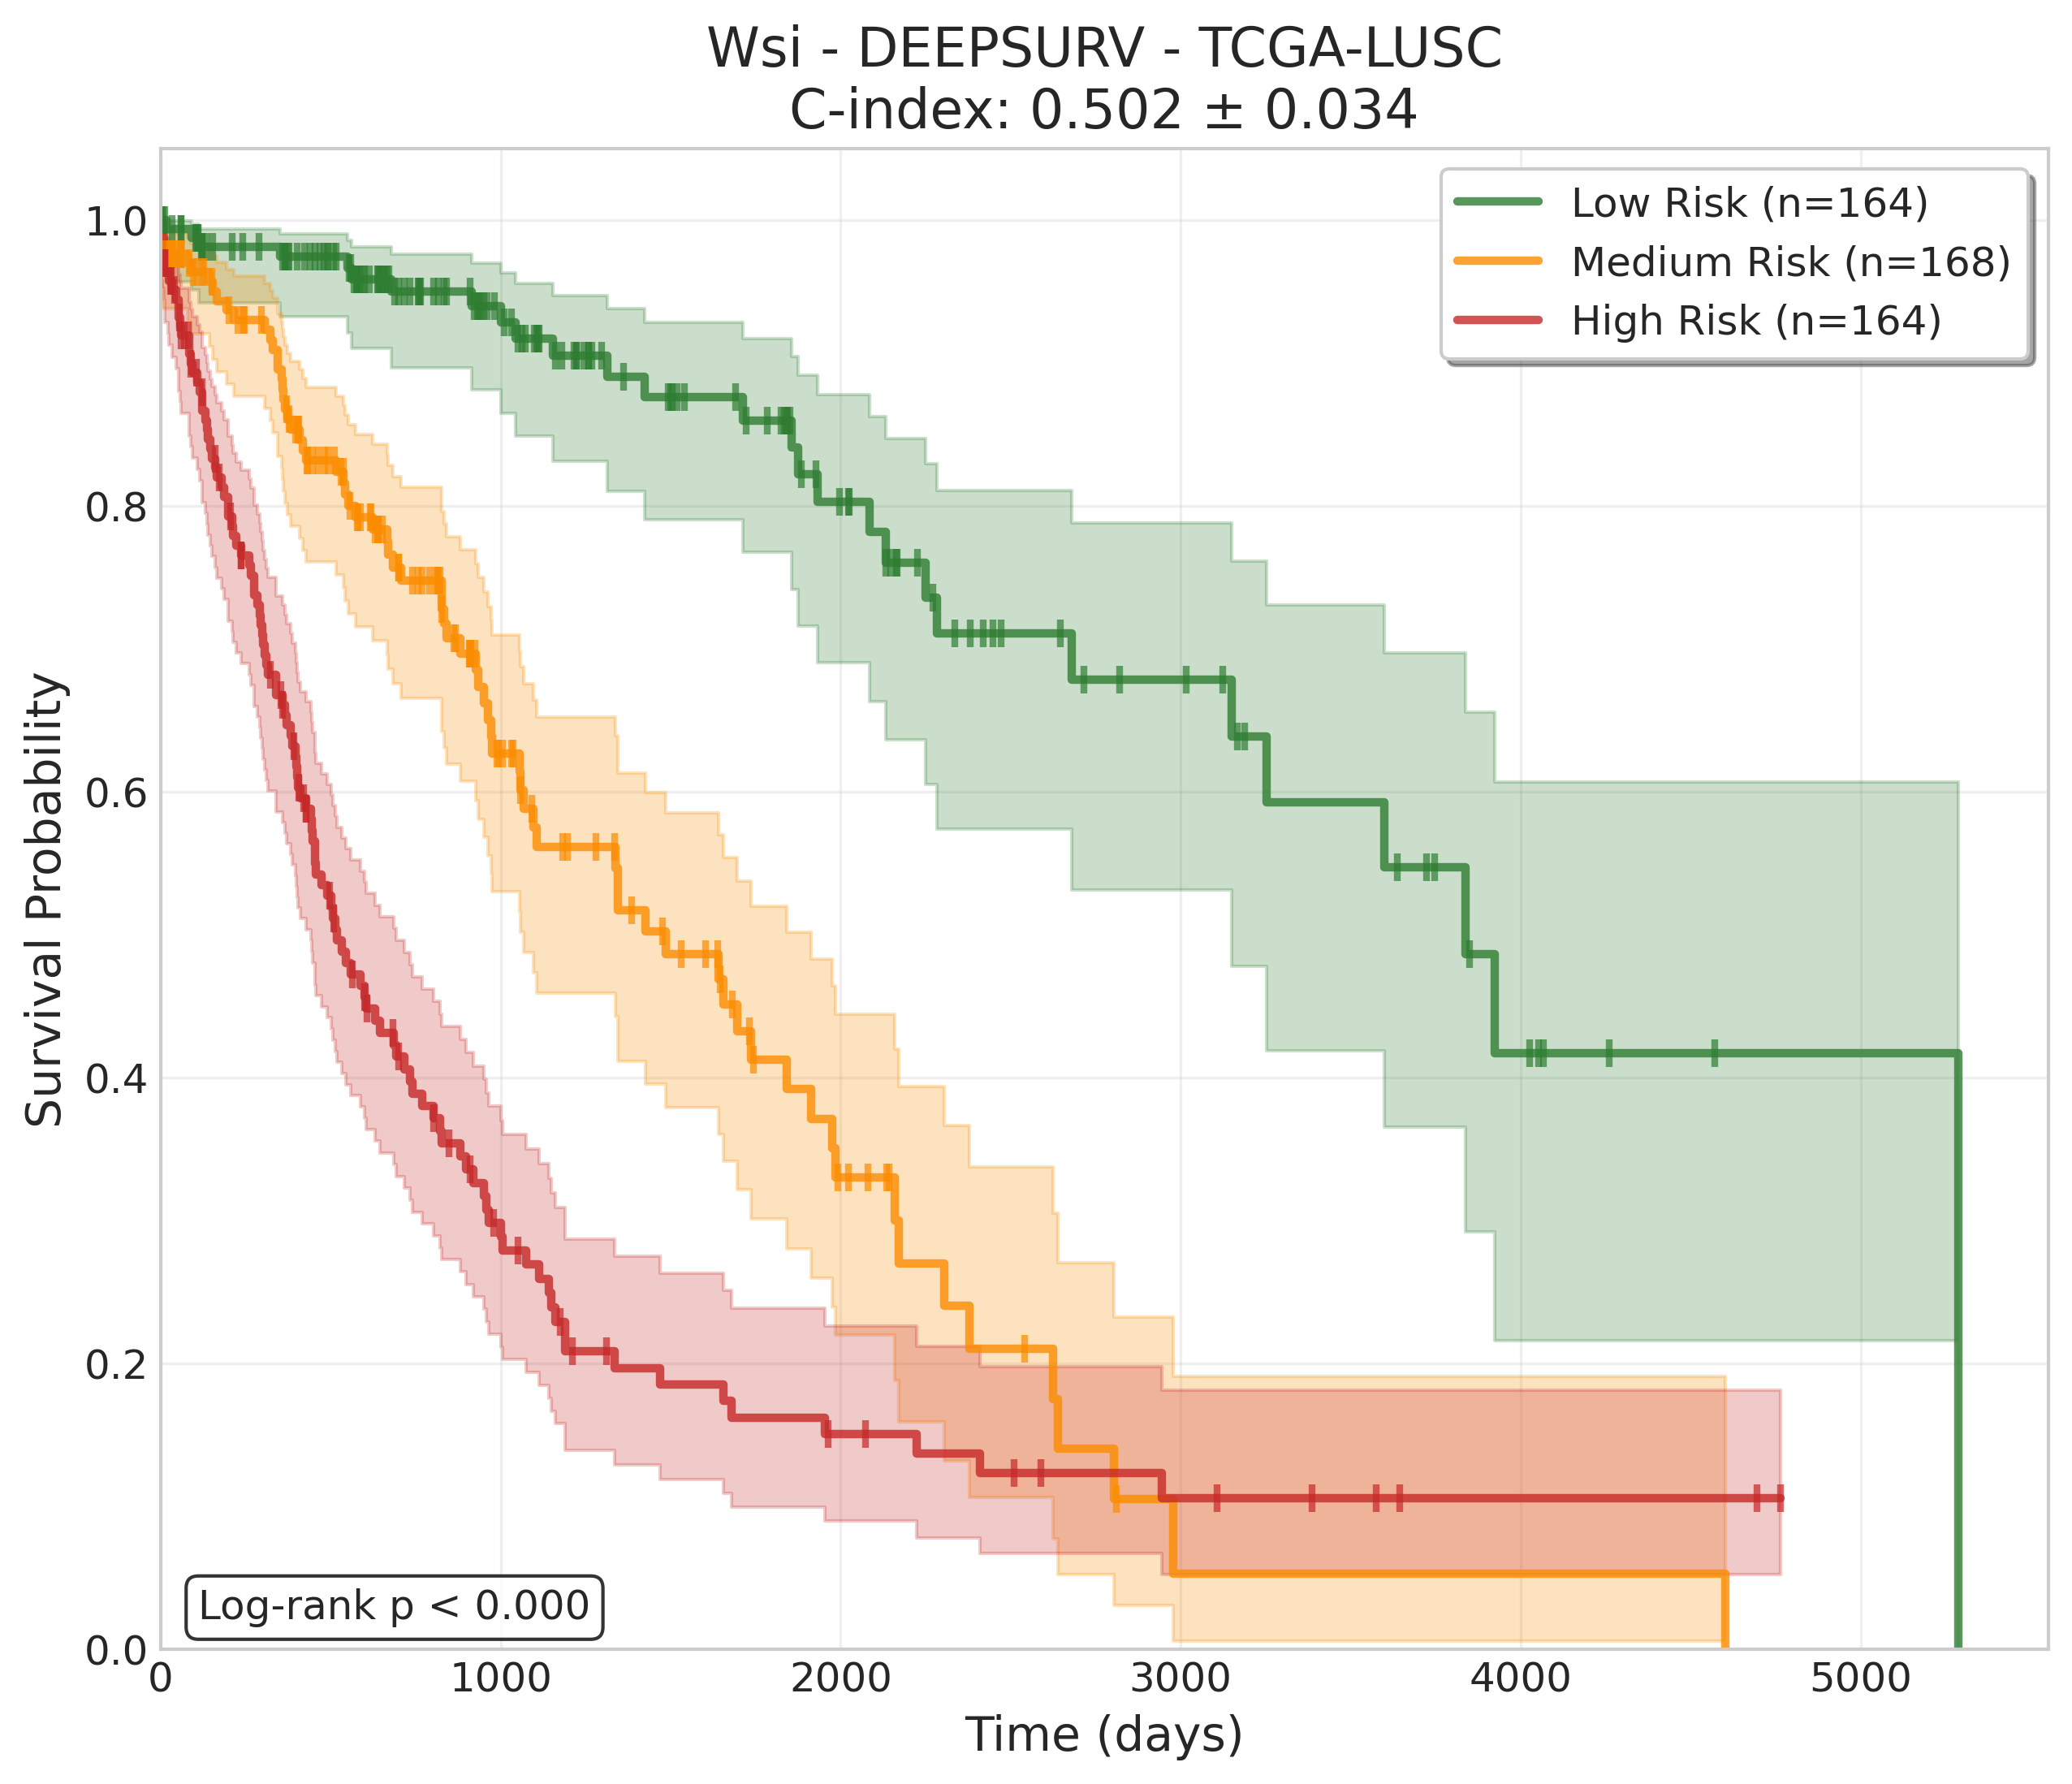 Wsi - DEEPSURV - TCGA-LUSC
C-index: 0.502 ± 0.034
Low Risk (n=164)
Medium Risk (n=168)
High Risk (n=164)
Survival Probability
1.0
0.8
0.6
0.4
0.2
0.0
Log-rank p < 0.000
0 1000 2000 3000 4000 5000
Time (days)